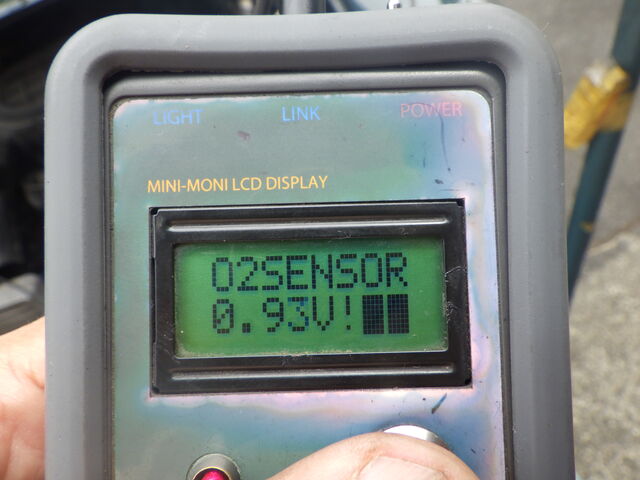 LIGHT LINK POWER
MINI-MONI LCD DISPLAY
O2SENSOR
0.93V!